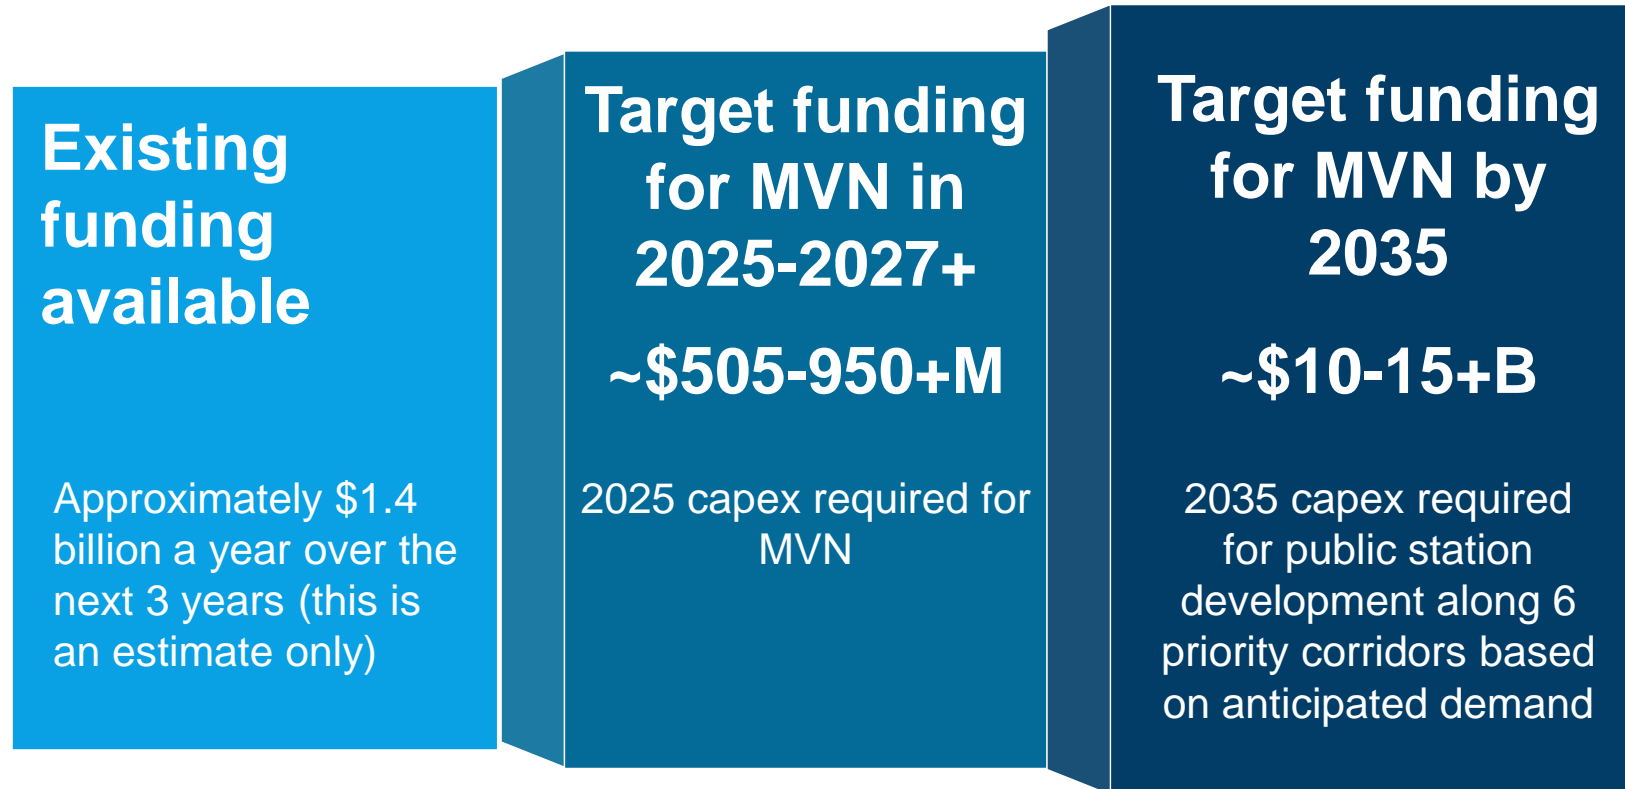 Existing
funding
available
Approximately $1.4
billion a year over the
next 3 years (this is
an estimate only)
Target funding
for MVN in
2025-2027+
~$505-950+M
2025 capex required for
MVN
Target funding
for MVN by
2035
~$10-15+B
2035 capex required
for public station
development along 6
priority corridors based
on anticipated demand